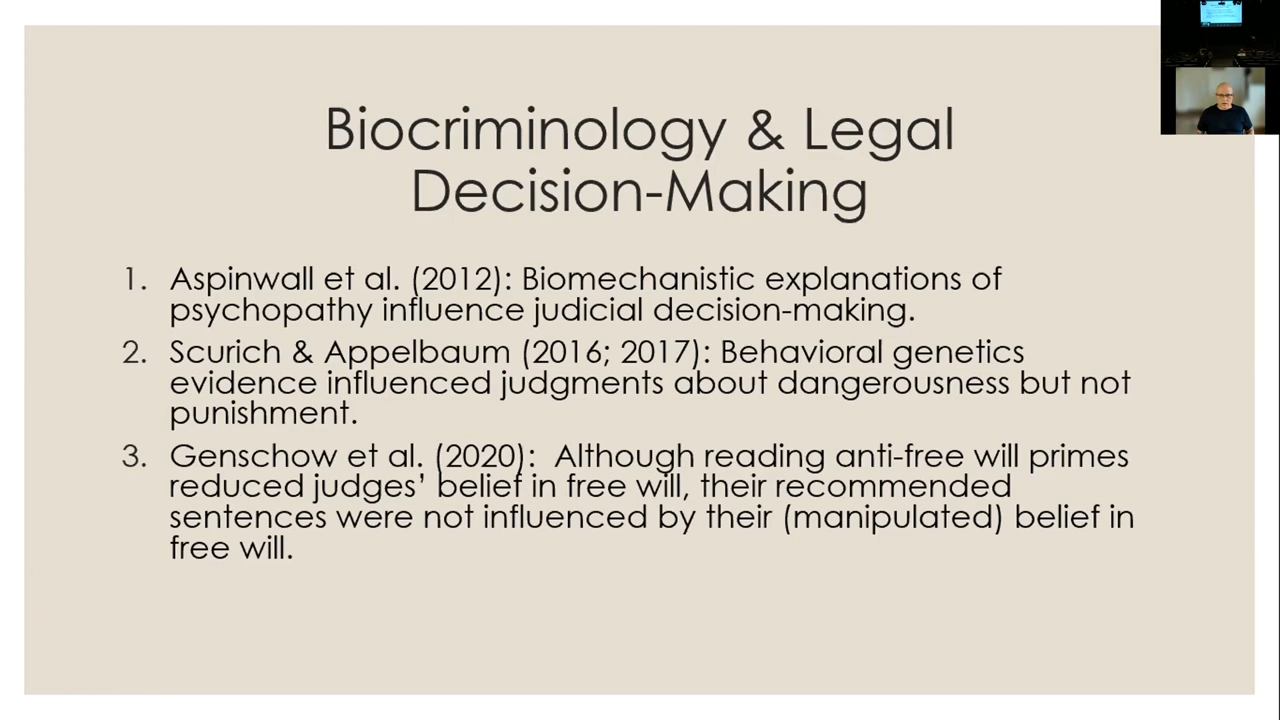 Biocriminology & Legal
Decision-Making
1. Aspinwall et al. (2012): Biomechanistic explanations of
psychopathy influence judicial decision-making.
2. Scurich & Appelbaum (2016; 2017): Behavioral genetics
evidence influenced judgments about dangerousness but not
punishment.
3. Genschow et al. (2020):  Although reading anti-free will primes
reduced judges’ belief in free will, their recommended
sentences were not influenced by their (manipulated) belief in
free will.